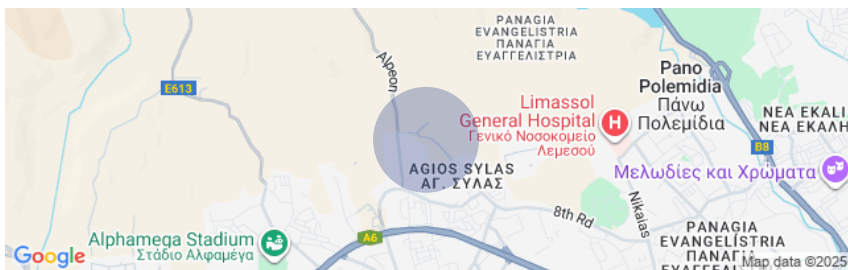 PANAGIA
EVANGELISTRIA
ΠΑΝΑΓΙΑ
ΕΥΑΓΓΕΛΙΣΤΡΙΑ
Alpeon
E613
Pano
Polemidia
Πάνω
Πολεμίδια
Limassol
General Hospital
Γενικό Νοσοκομείο
Λεμεσού
H
NEA EKALI
ΝΕΑ ΕΚΑΛΗ
B8
Μελωδίες και Χρώματα
AGIOS SYLAS
ΑΓ. ΣΥΛΑΣ
8th Rd
Nikaias
A6
Alphamega Stadium
Στάδιο Αλφαμέγα
PANAGIA
EVANGELÍSTRIA
ΠΑΝΑΓΙΑ
Google
Map data ©2025